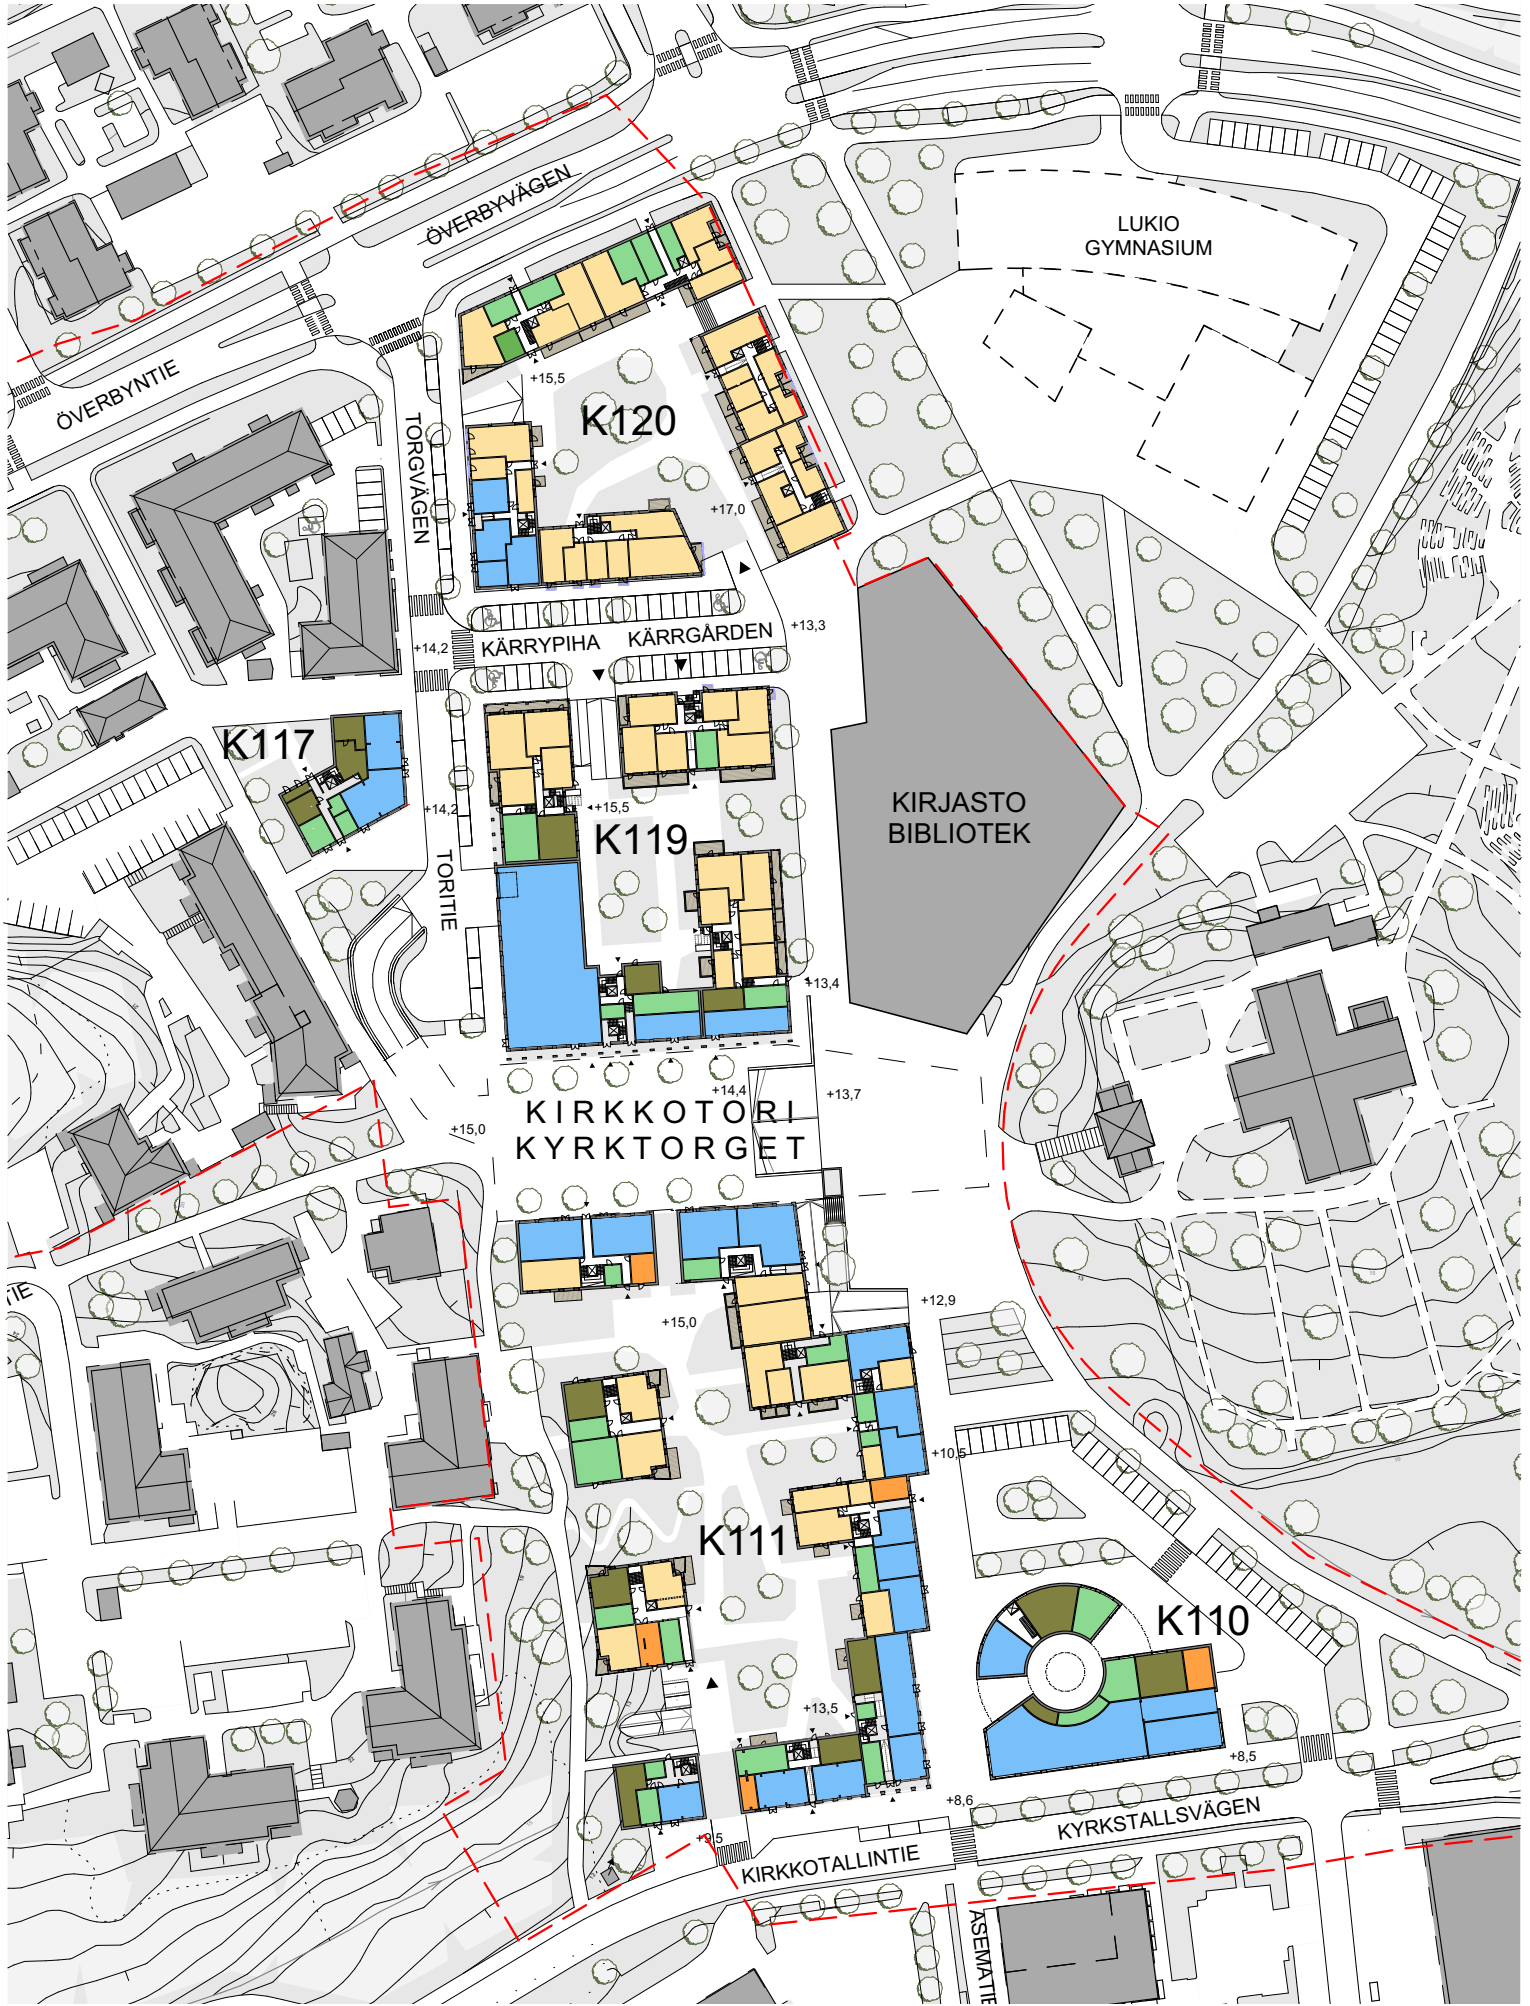 LUKIO
GYMNASIUM
ÖVERBYVÄGEN
ÖVERBYNTIE
TORGVÄGEN
+15,5
K120
+17,0
+13,3
+14,2
KÄRRYPIHA KÄRRGÅRDEN
K117
+14,2
+15,5
K119
KIRJASTO
BIBLIOTEK
TORITIE
+13,4
+14,4
+13,7
KIRKKOTORI
KYRKTORGET
+15,0
TIE
+12,9
+15,0
+10,5
K111
K110
+13,5
+8,5
+8,6
+9,5
KYRKSTALLSVÄGEN
KIRKKOTALLINTIE
ASEMATIE